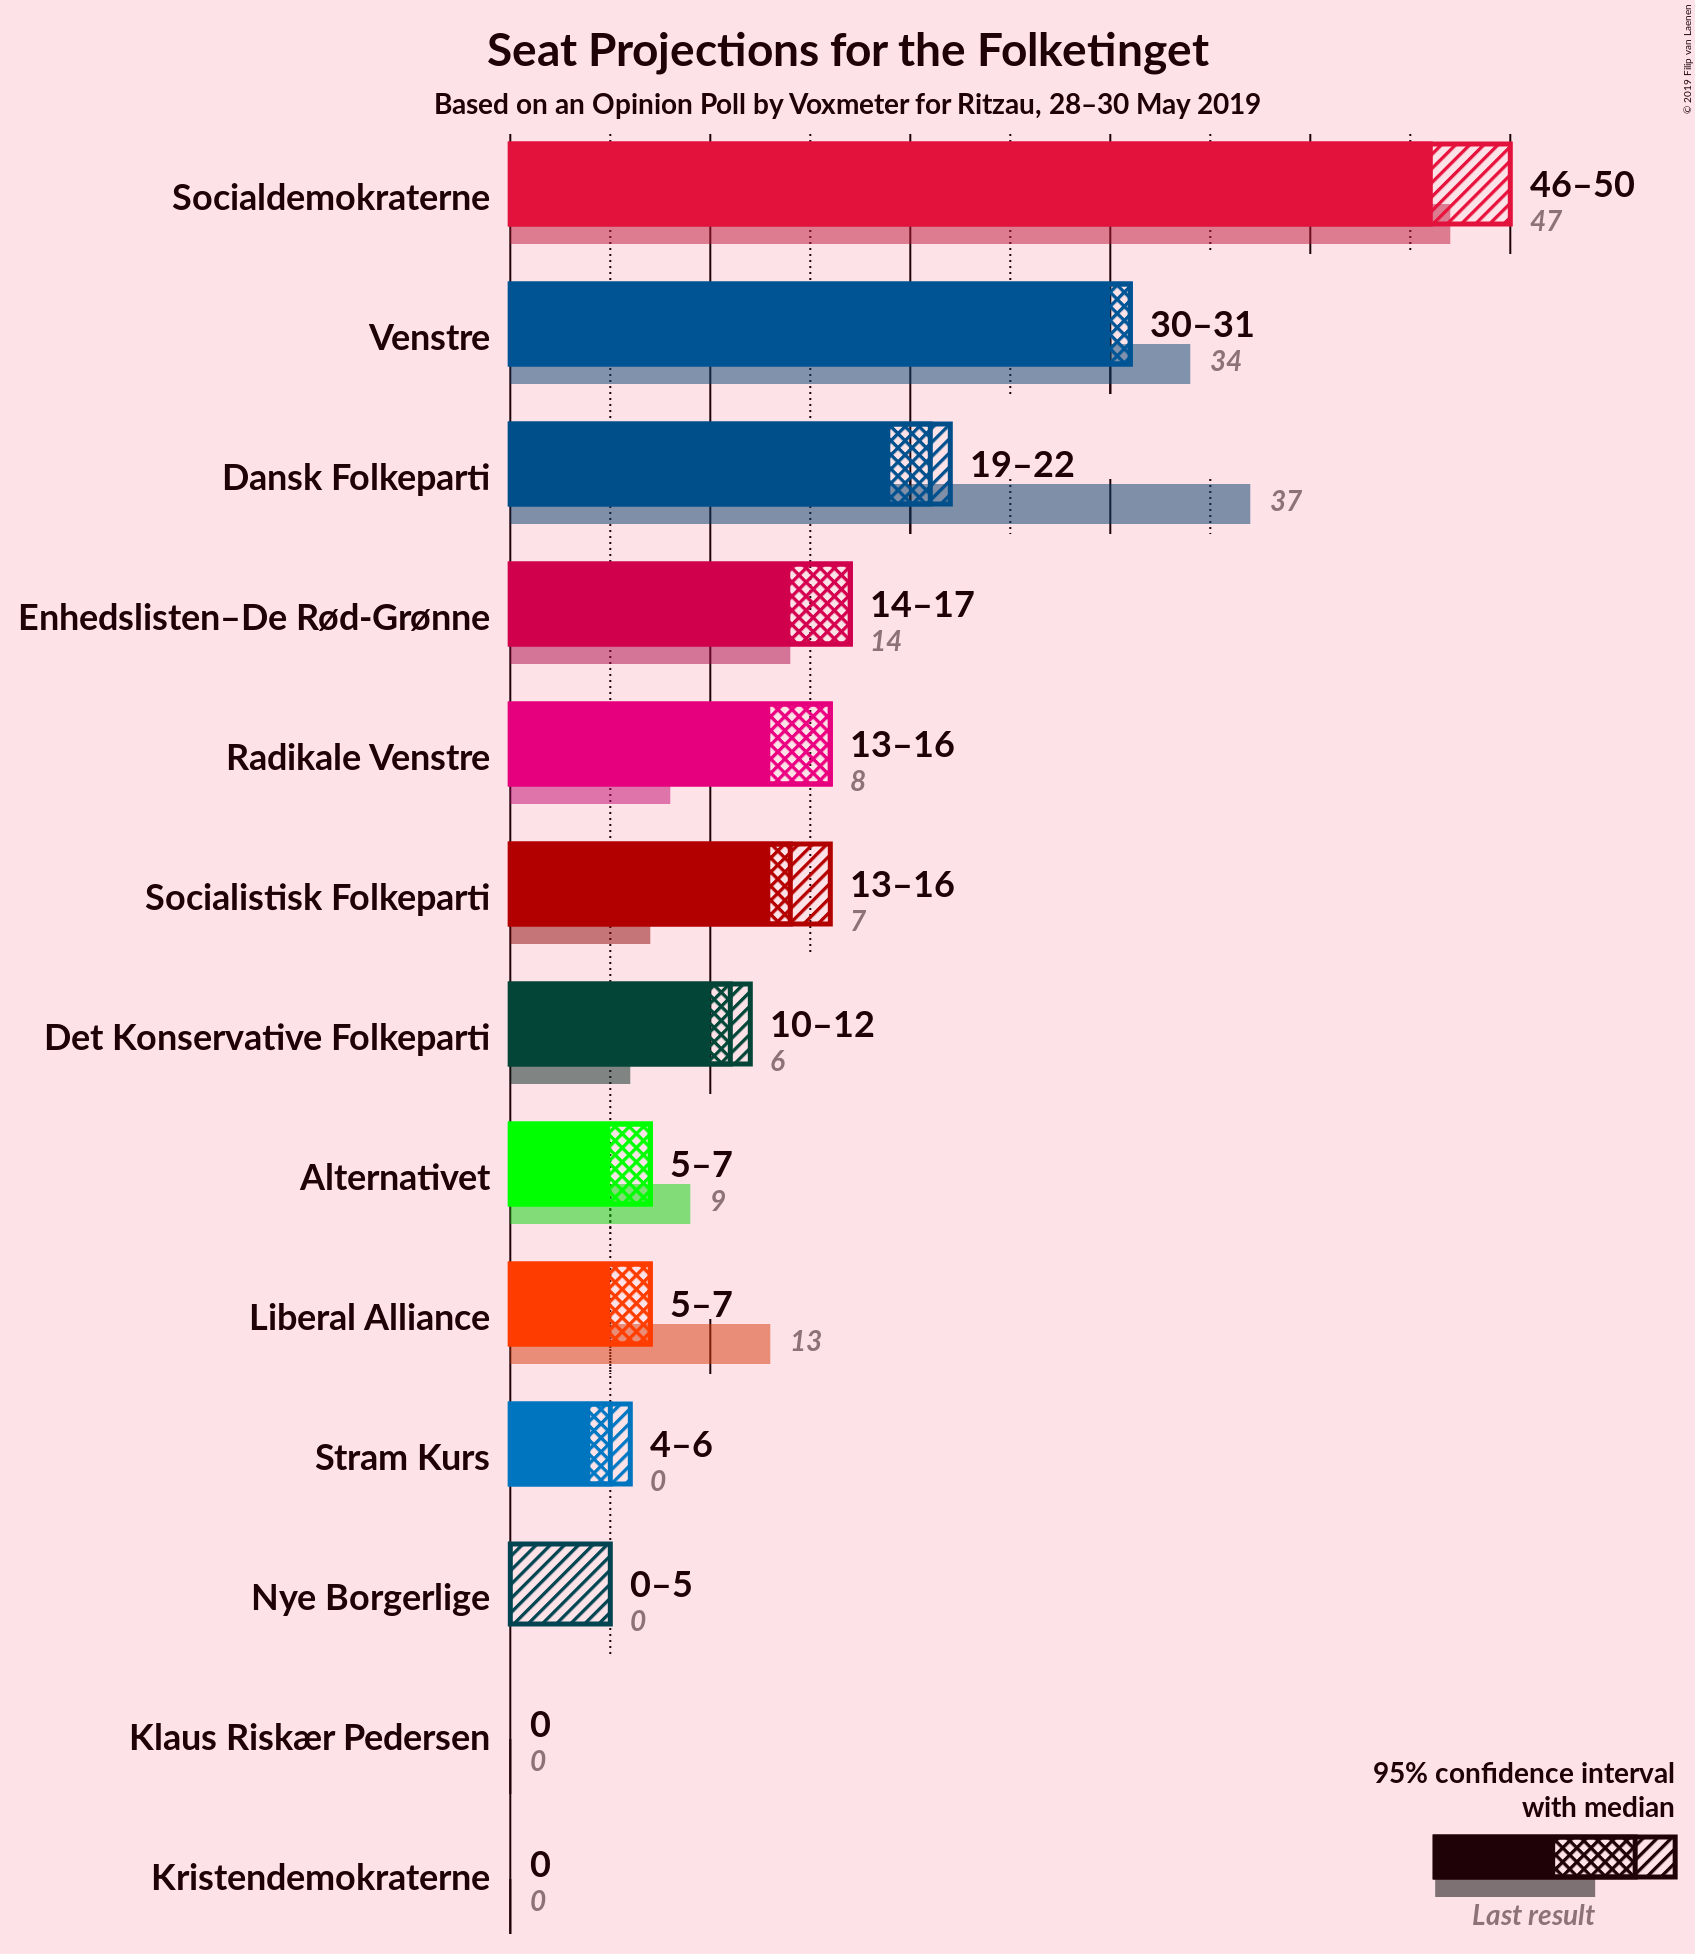 © 2019 Filip van Laenen
Seat Projections for the Folketinget
Based on an Opinion Poll by Voxmeter for Ritzau, 28–30 May 2019
Socialdemokraterne
46–50
47
Venstre
30–31
34
Dansk Folkeparti
19–22
37
Enhedslisten–De Rød-Grønne
14–17
14
Radikale Venstre
13–16
8
Socialistisk Folkeparti
13–16
7
Det Konservative Folkeparti
10–12
6
Alternativet
5–7
9
Liberal Alliance
5–7
13
Stram Kurs
4–6
0
Nye Borgerlige
0–5
0
Klaus Riskær Pedersen
0
0
Kristendemokraterne
0
0
95% confidence interval
with median
Last result